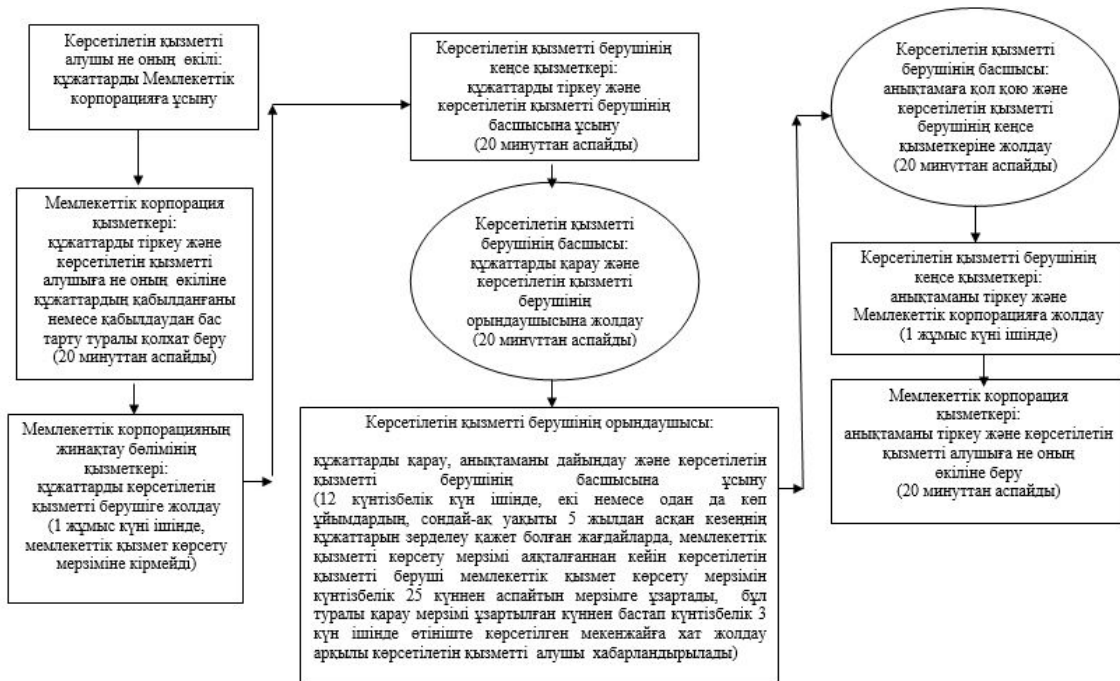 Көрсетілетін қызметті
алушы не оның өкілі:
құжаттарды Мемлекеттік
корпорацияға ұсыну
Мемлекеттік корпорация
қызметкері:
құжаттарды тіркеу және
көрсетілетін қызметті
алушыға не оның өкіліне
құжаттардың қабылданғаны
немесе қабылдаудан бас
тарту туралы қолхат беру
(20 минуттан аспайды)
Мемлекеттік корпорацияның
жинақтау бөлімінің
қызметкері:
құжаттарды көрсетілетін
қызметті берушіге жолдау
(1 жұмыс күні ішінде,
мемлекеттік қызмет көрсету
мерзіміне кірмейді)
Көрсетілетін қызметті берушінің
кеңсе қызметкері:
құжаттарды тіркеу және
көрсетілетін қызметті берушінің
басшысына ұсыну
(20 минуттан аспайды)
Көрсетілетін қызметті
берушінің басшысы:
құжаттарды қарау және
көрсетілетін қызметті
берушінің
орындаушысына жолдау
(20 минуттан аспайды)
Көрсетілетін қызметті берушінің орындаушысы:
құжаттарды қарау, анықтаманы дайындау және көрсетілетін
қызметті берушінің басшысына ұсыну
(12 күнтізбелік күн ішінде, екі немесе одан да көп
ұйымдардың, сондай-ақ уақыты 5 жылдан асқан кезеңнің
құжаттарын зерделеу қажет болған жағдайларда, мемлекеттік
қызметті көрсету мерзімі аяқталғаннан кейін көрсетілетін
қызметті беруші мемлекеттік қызмет көрсету мерзімін
күнтізбелік 25 күннен аспайтын мерзімге ұзартады, бұл
туралы қарау мерзімі ұзартылған күннен бастап күнтізбелік 3
күн ішінде өтініште көрсетілген мекенжайға хат жолдау
арқылы көрсетілетін қызметті алушы хабарландырылады)
Көрсетілетін қызметті
берушінің басшысы:
анықтамаға қол қою және
көрсетілетін қызметті
берушінің кеңсе
қызметкеріне жолдау
(20 минуттан аспайды)
Көрсетілетін қызметті берушінің
кеңсе қызметкері:
анықтаманы тіркеу және
Мемлекеттік корпорацияға жолдау
(1 жұмыс күні ішінде)
Мемлекеттік корпорация
қызметкері:
анықтаманы тіркеу және көрсетілетін
қызметті алушыға не оның
өкіліне беру
(20 минуттан аспайды)